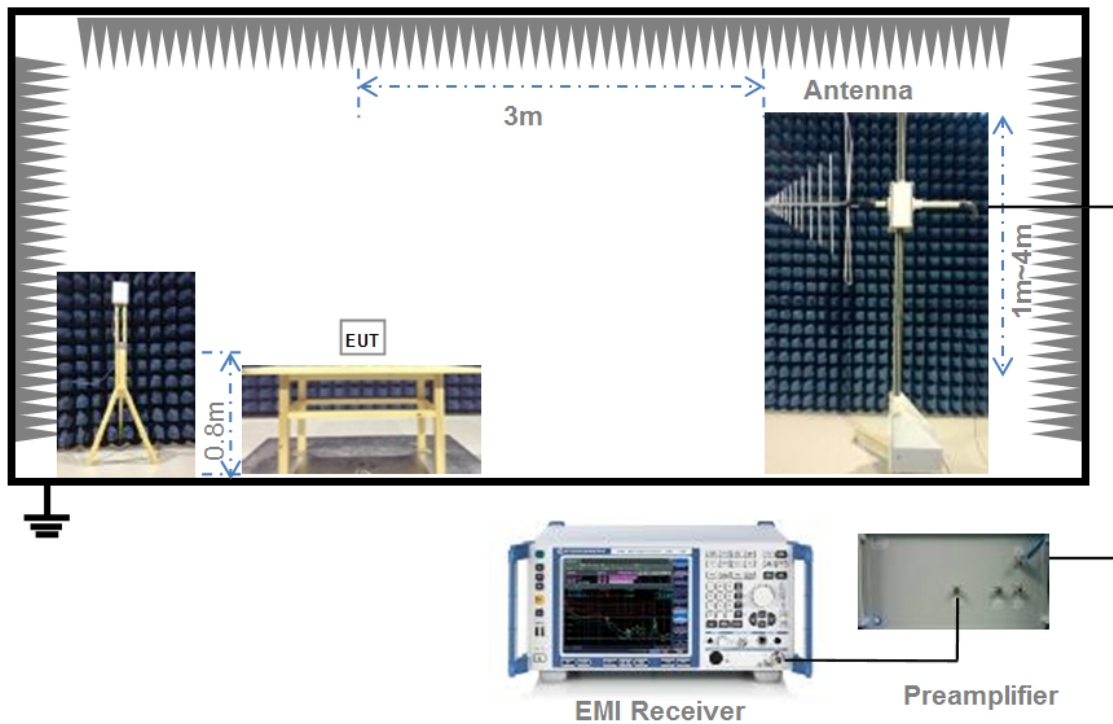 3m
Antenna
1m~4m
EUT
0.8m
EMI Receiver
Preamplifier